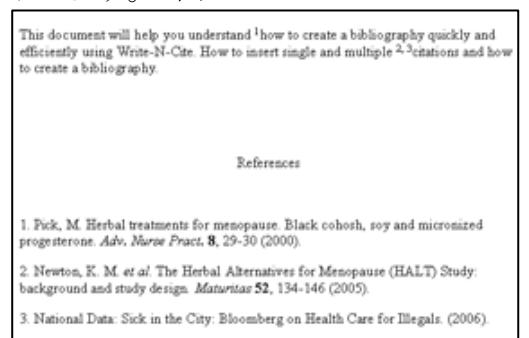 This document will help you understand ¹how to create a bibliography quickly and
efficiently using Write-N-Cite. How to insert single and multiple ²,³citations and how
to create a bibliography.
References
1. Pick, M. Herbal treatments for menopause. Black cohosh, soy and micronized
progesterone. Adv. Nurse Pract. 8, 29-30 (2000).
2. Newton, K. M. et al. The Herbal Alternatives for Menopause (HALT) Study:
background and study design. Maturitas 52, 134-146 (2005).
3. National Data: Sick in the City: Bloomberg on Health Care for Illegals. (2006).